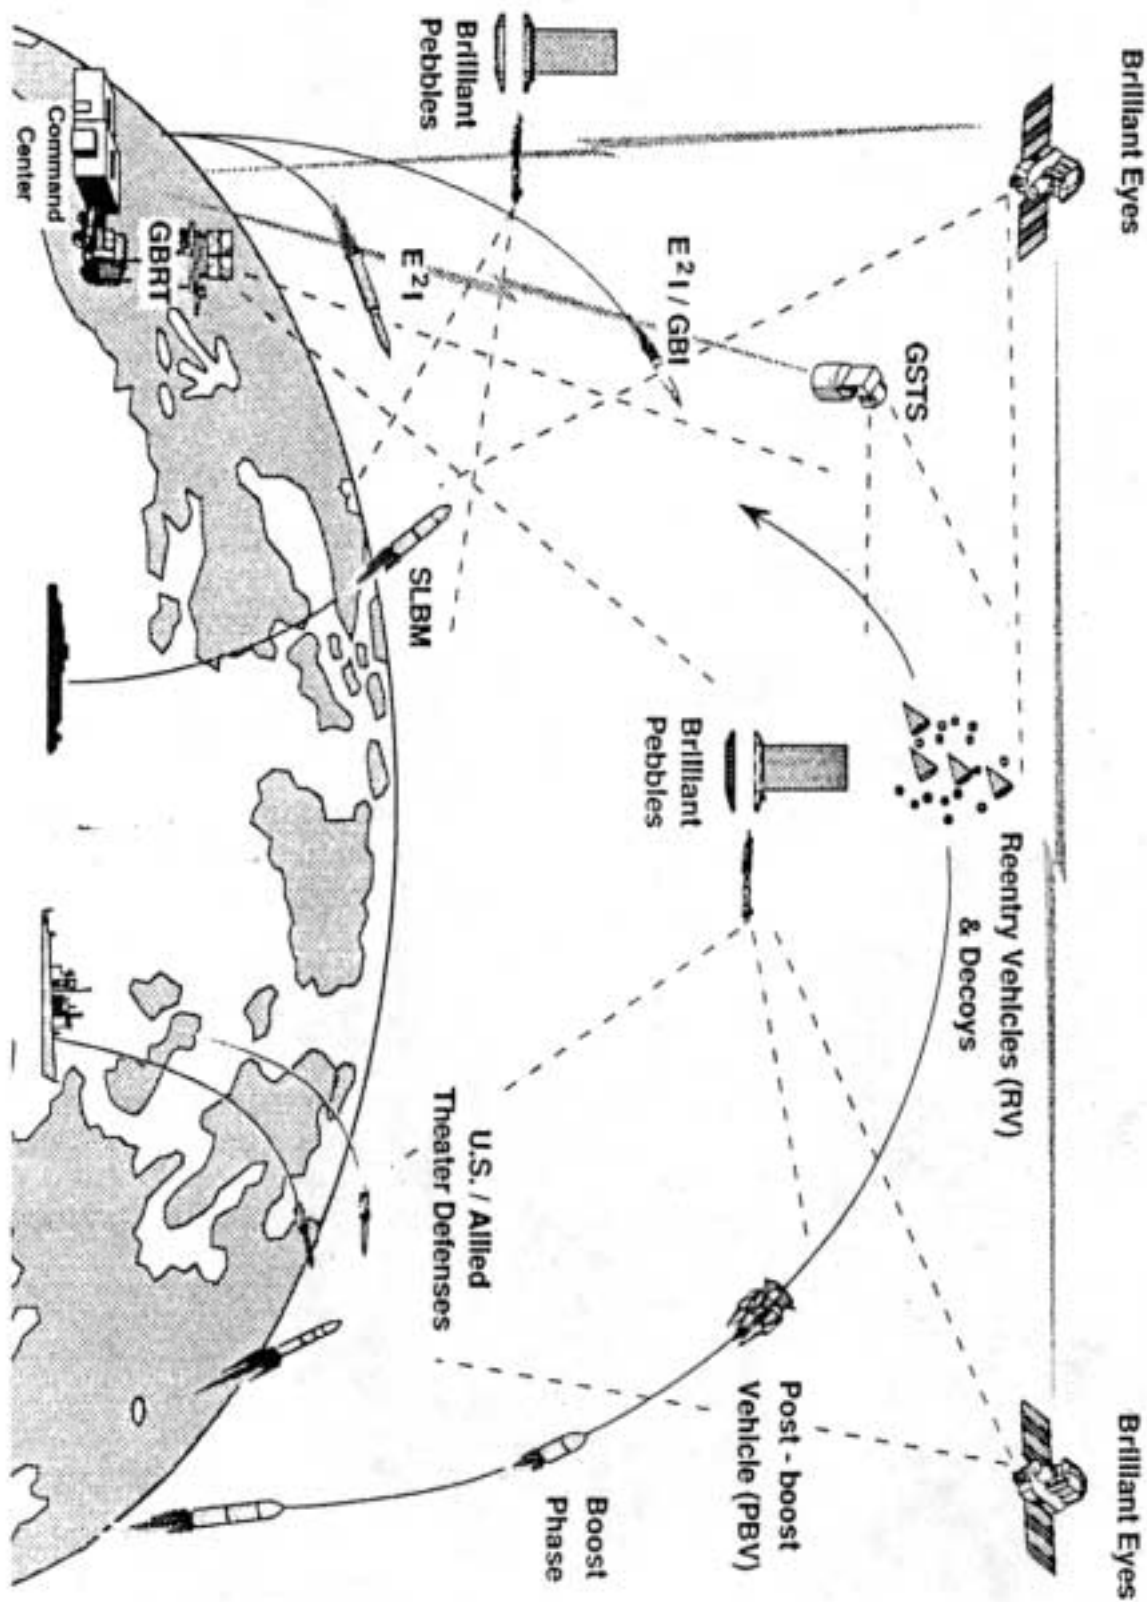 Brilliant Eyes
Brilliant Eyes
GSTS
Reentry Vehicles (RV)
& Decoys
E²I / GBI
Brilliant
Pebbles
E²I
Brilliant
Pebbles
Post - boost
Vehicle (PBV)
SLBM
U.S. / Allied
Theater Defenses
Boost
Phase
GBRT
Command
Center